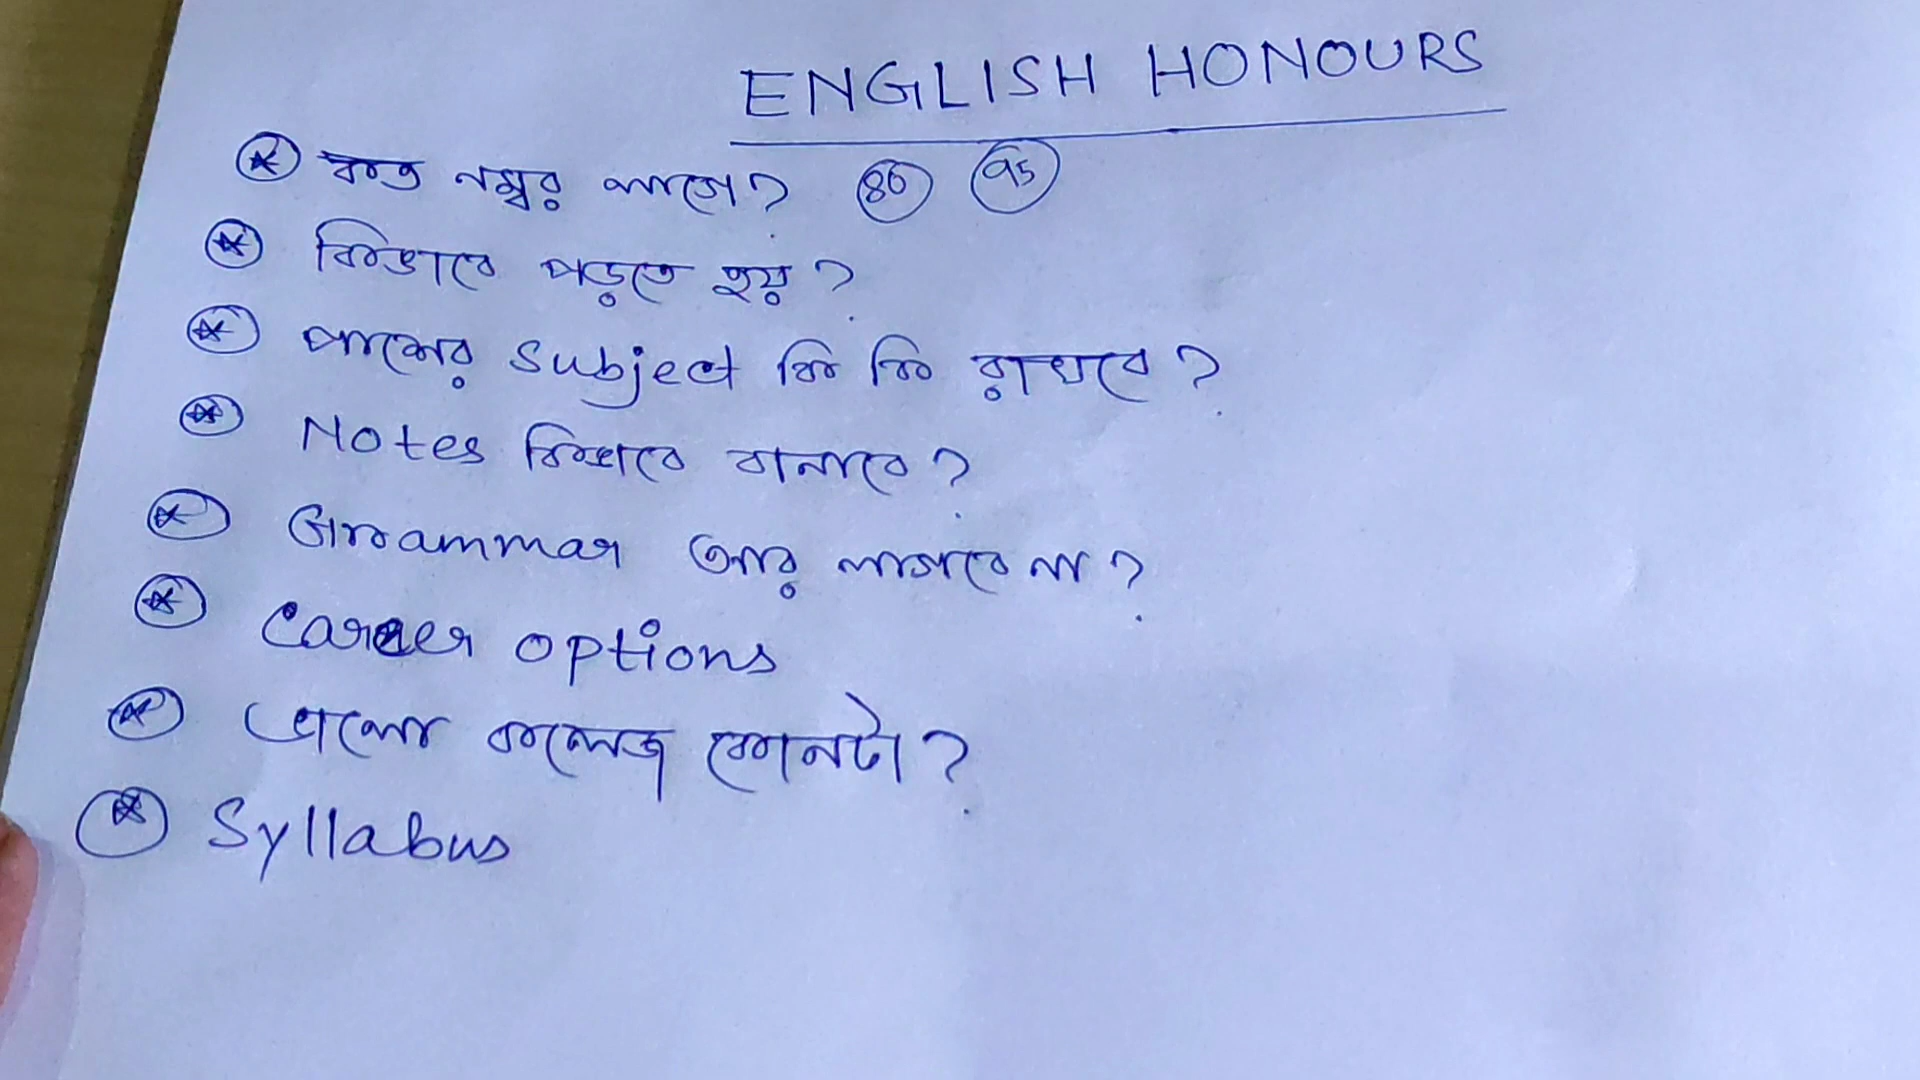 ENGLISH HONOURS
কত নম্বর লাগে? 86 95
কিভাবে পড়তে হয়?
পাশের subject কি কি রাখবে?
Notes কিভাবে বানাবে?
Grammar আর লাগবে না?
Career options
ভালো কলেজ কোনটা?
Syllabus